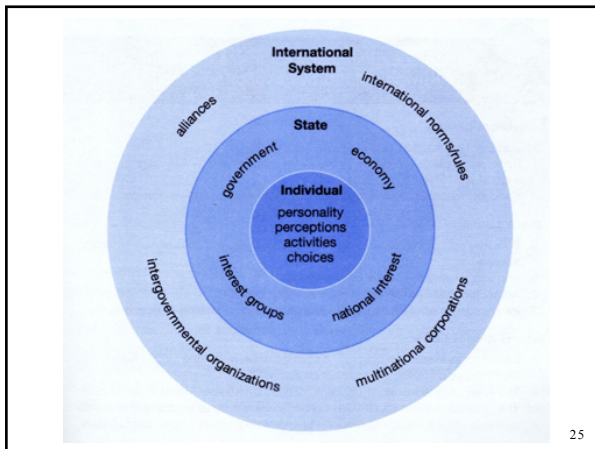 International
System
alliances
international norms/rules
State
government
economy
Individual
personality
perceptions
activities
choices
interest groups
national interest
intergovernmental organizations
multinational corporations
25